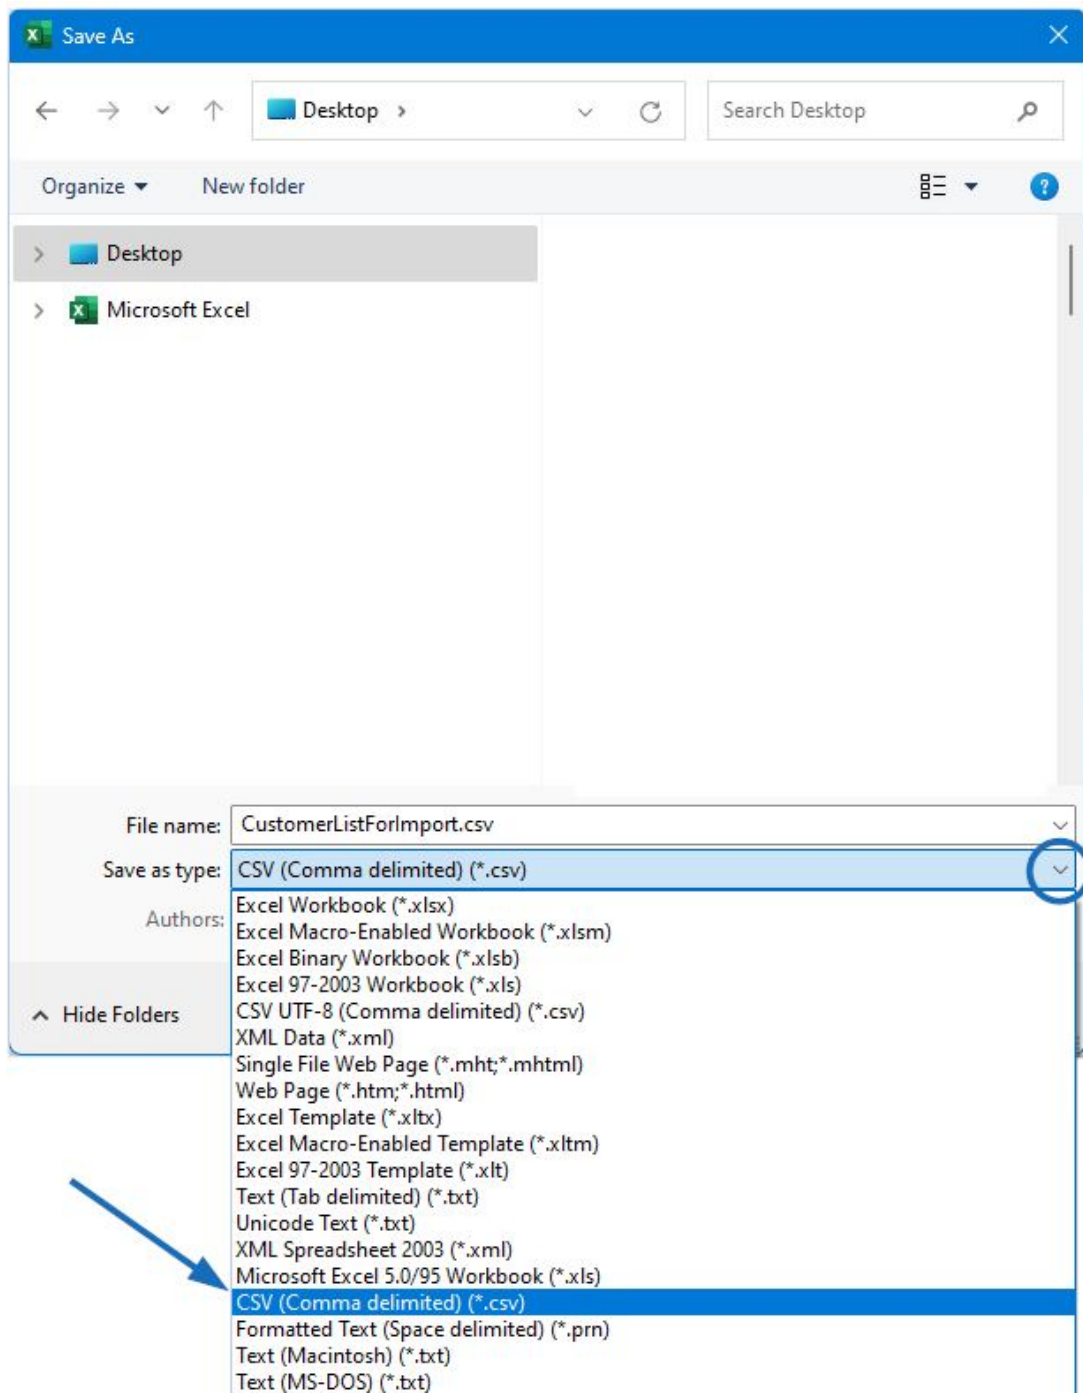 Save As
Desktop
Search Desktop
Organize
New folder
Desktop
Microsoft Excel
File name: CustomerListForImport.csv
Save as type: CSV (Comma delimited) (*.csv)
Authors:
Hide Folders
Excel Workbook (*.xlsx)
Excel Macro-Enabled Workbook (*.xlsm)
Excel Binary Workbook (*.xlsb)
Excel 97-2003 Workbook (*.xls)
CSV UTF-8 (Comma delimited) (*.csv)
XML Data (*.xml)
Single File Web Page (*.mht;*.mhtml)
Web Page (*.htm;*.html)
Excel Template (*.xltx)
Excel Macro-Enabled Template (*.xltm)
Excel 97-2003 Template (*.xlt)
Text (Tab delimited) (*.txt)
Unicode Text (*.txt)
XML Spreadsheet 2003 (*.xml)
Microsoft Excel 5.0/95 Workbook (*.xls)
CSV (Comma delimited) (*.csv)
Formatted Text (Space delimited) (*.prn)
Text (Macintosh) (*.txt)
Text (MS-DOS) (*.txt)